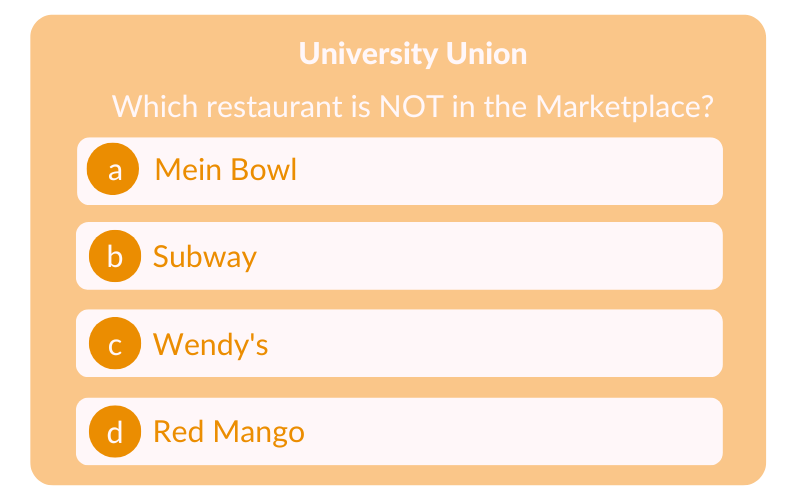 University Union
Which restaurant is NOT in the Marketplace?
a Mein Bowl
b Subway
c Wendy's
d Red Mango